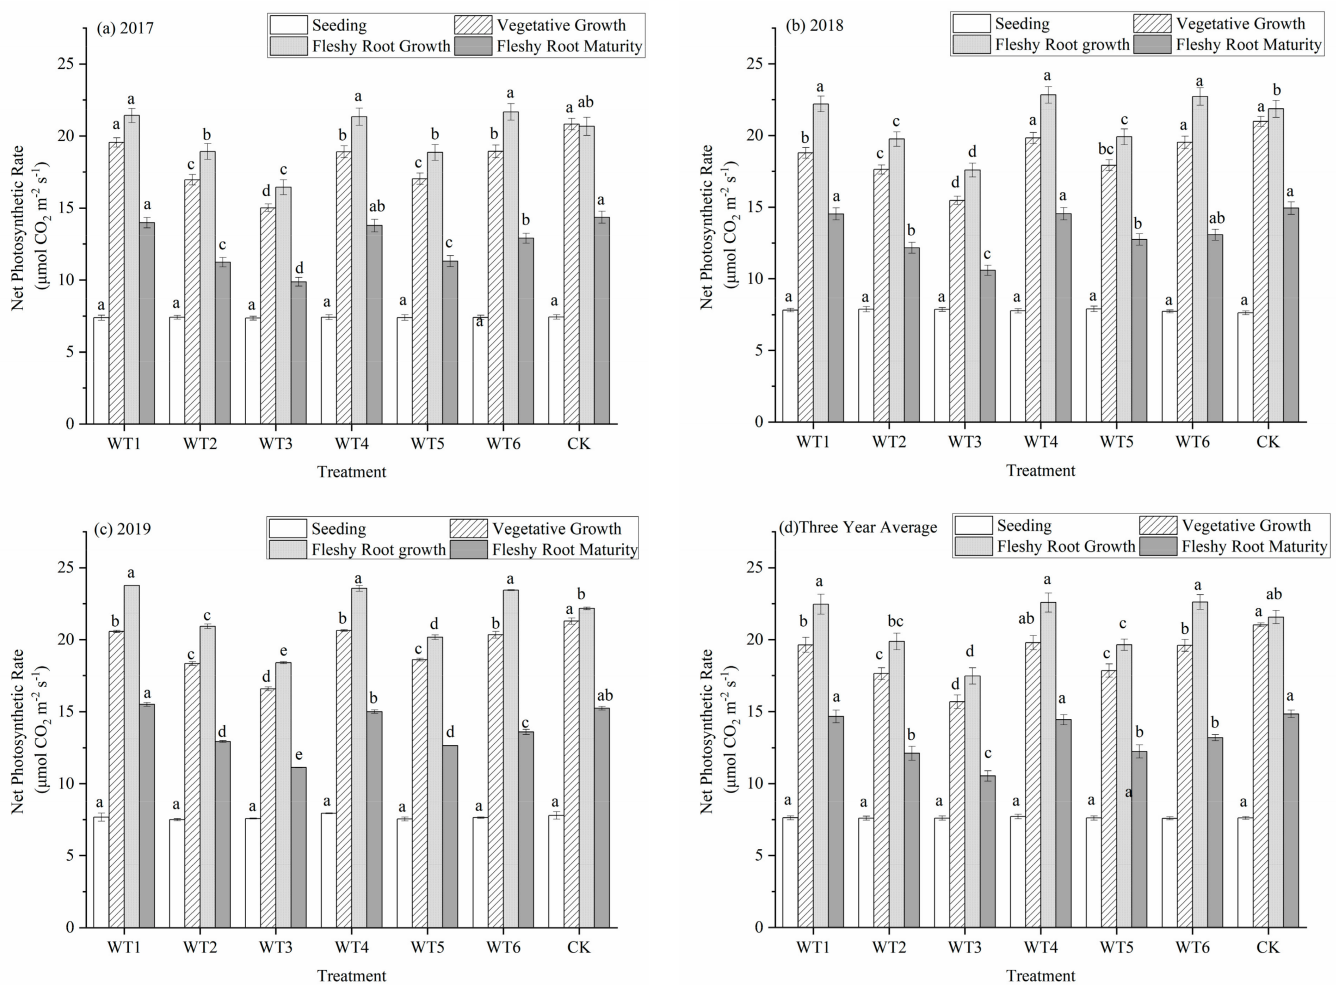 (a) 2017
Seeding
Vegetative Growth
Fleshy Root Growth
Fleshy Root Maturity
Net Photosynthetic Rate
(μmol CO2 m-2 s-1)
25
20
15
10
5
0
a a a a
a c b c
a d c d
a b a ab
a c b c
a b a b
a a ab a
WT1 WT2 WT3 WT4 WT5 WT6 CK
Treatment
(b) 2018
Seeding
Vegetative Growth
Fleshy Root growth
Fleshy Root Maturity
Net Photosynthetic Rate
(μmol CO2 m-2 s-1)
25
20
15
10
5
0
a b a a
a c c b
a d d c
a a a a
a bc c b
a a a ab
a a b a
WT1 WT2 WT3 WT4 WT5 WT6 CK
Treatment
(c) 2019
Seeding
Vegetative Growth
Fleshy Root growth
Fleshy Root Maturity
Net Photosynthetic Rate
(μmol CO2 m-2 s-1)
25
20
15
10
5
0
a b a a
a c c d
a d e e
a b a b
a c d d
a b a c
a a b ab
WT1 WT2 WT3 WT4 WT5 WT6 CK
Treatment
(d)Three Year Average
Seeding
Vegetative Growth
Fleshy Root Growth
Fleshy Root Maturity
Net Photosynthetic Rate
(μmol CO2 m-2 s-1)
25
20
15
10
5
0
a b a a
a c bc b
a d d c
a ab a a
a c c b
a b a b
a a ab a
WT1 WT2 WT3 WT4 WT5 WT6 CK
Treatment